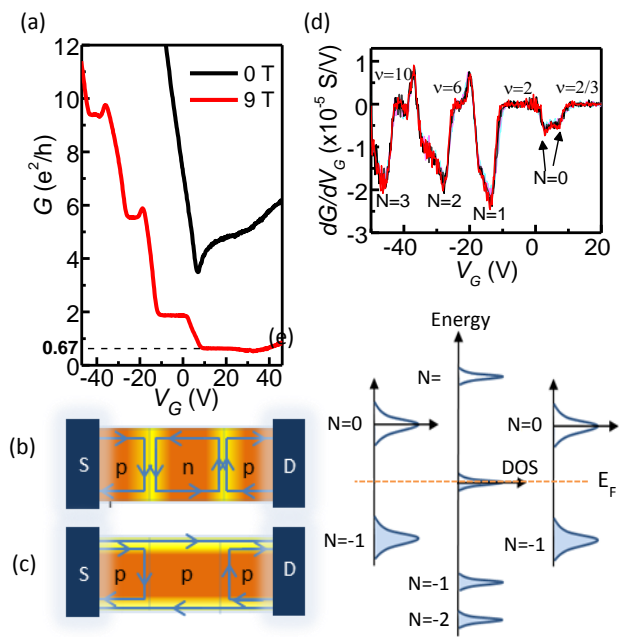 (a)
12
10
8
6
4
2
0
0.67
G (e²/h)
0 T
9 T
(e)
-40
-20
0
20
40
V_G (V)
(d)
1
0
-1
-2
-3
dG/dV_G (x10⁻⁵ S/V)
ν=10
ν=6
ν=2
ν=2/3
N=3
N=2
N=1
N=0
-40
-20
0
20
V_G (V)
(b)
S
p
n
p
D
(c)
S
p
p
p
D
Energy
N=
N=0
N=0
DOS
E_F
N=-1
N=-1
N=-1
N=-2